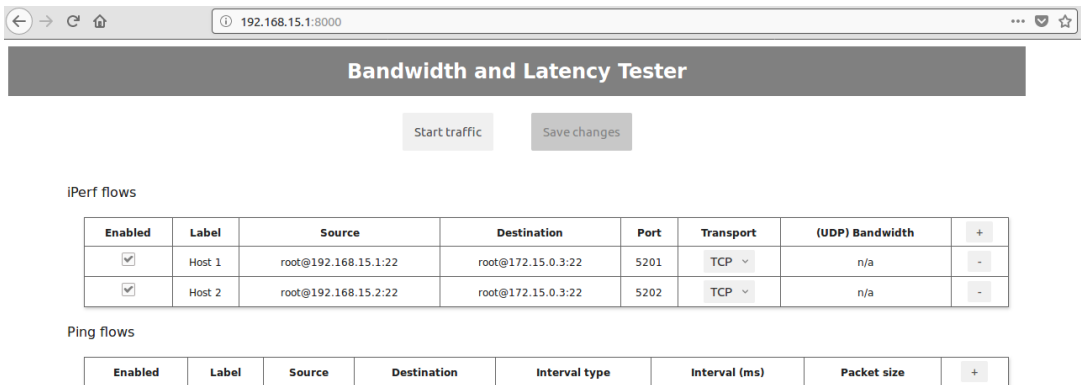 192.168.15.1:8000
Bandwidth and Latency Tester
Start traffic Save changes
iPerf flows
Enabled Label Source Destination Port Transport (UDP) Bandwidth +
Host 1 root@192.168.15.1:22 root@172.15.0.3:22 5201 TCP n/a -
Host 2 root@192.168.15.2:22 root@172.15.0.3:22 5202 TCP n/a -
Ping flows
Enabled Label Source Destination Interval type Interval (ms) Packet size +